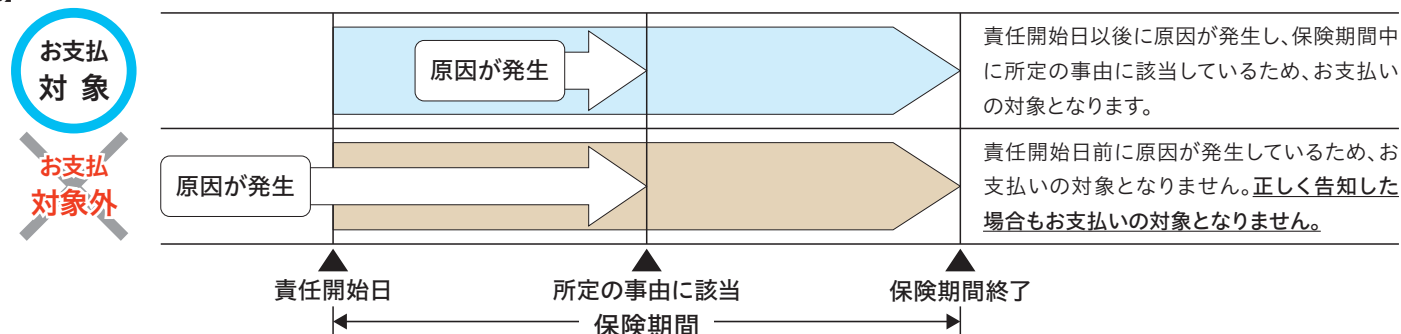 お支払
対 象
原因が発生
責任開始日以後に原因が発生し、保険期間中
に所定の事由に該当しているため、お支払い
の対象となります。
お支払
対象外
原因が発生
責任開始日前に原因が発生しているため、お
支払いの対象となりません。正しく告知した
場合もお支払いの対象となりません。
責任開始日
所定の事由に該当
保険期間終了
保険期間